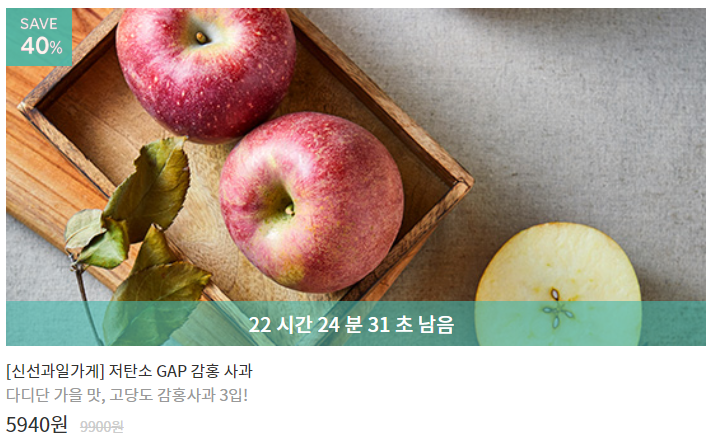 SAVE
40%
22 시간 24 분 31 초 남음
[신선과일가게] 저탄소 GAP 감홍 사과
다디단 가을 맛, 고당도 감홍사과 3입!
5940원 9900원